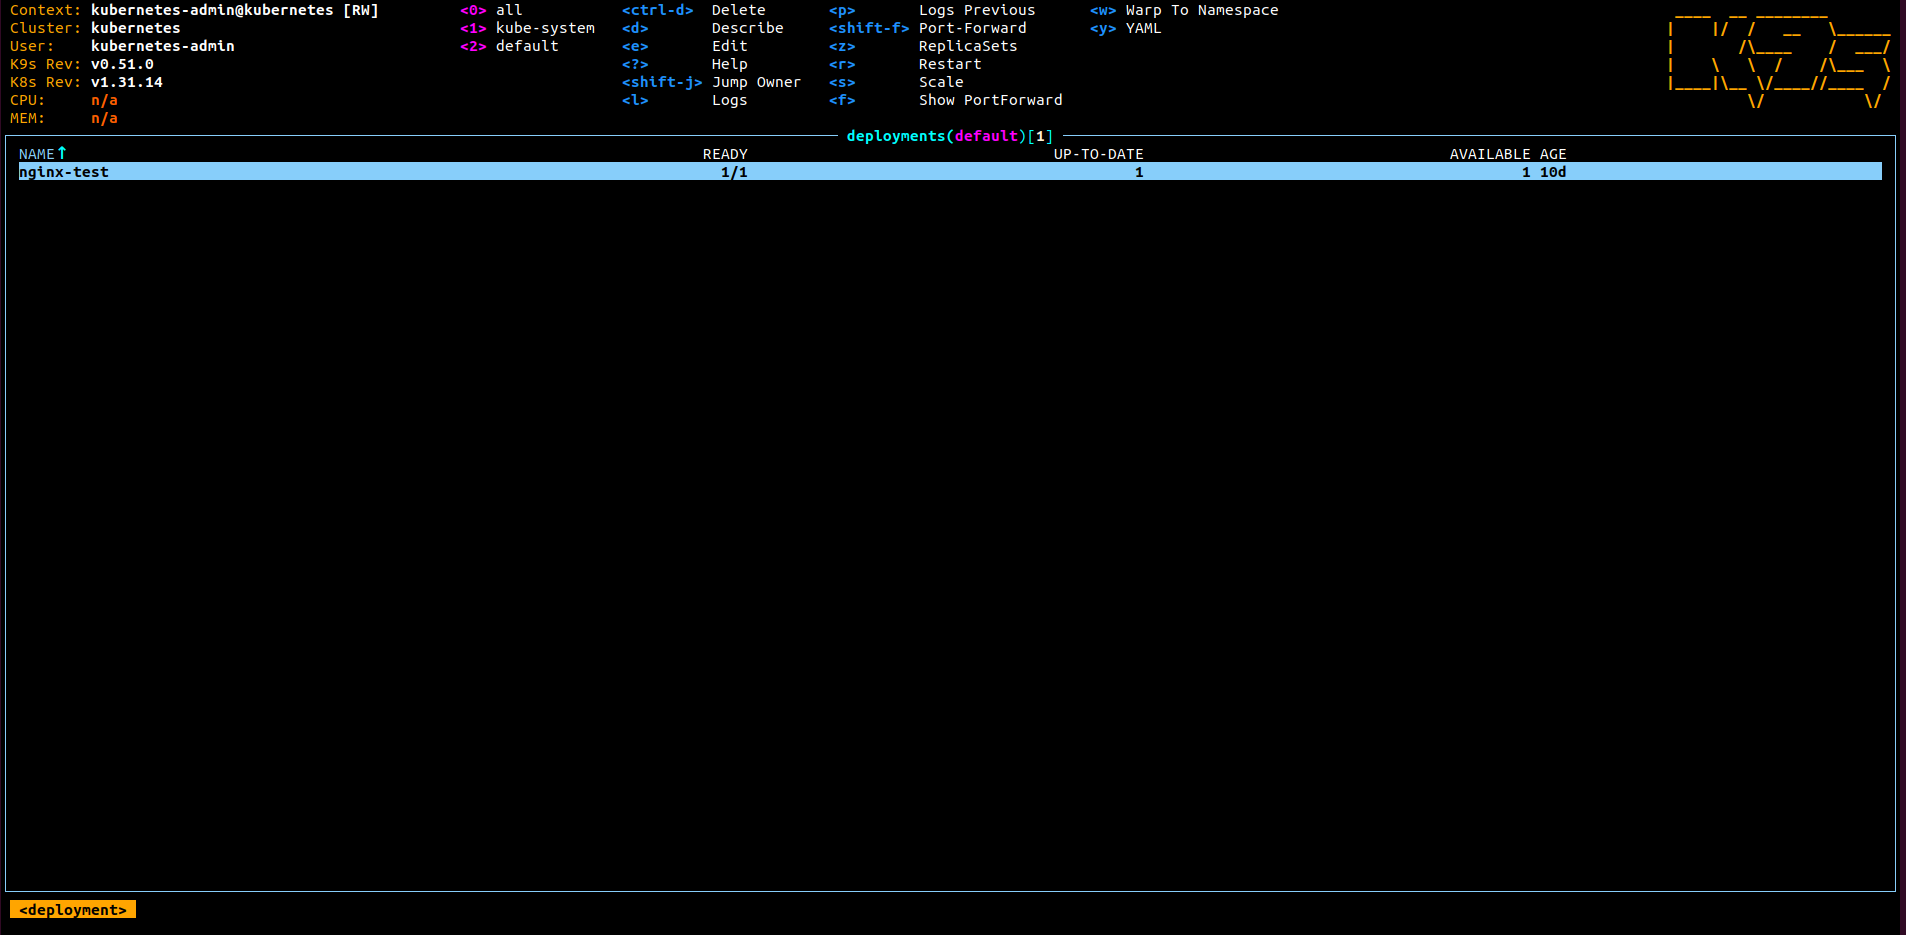 Context: kubernetes-admin@kubernetes [RW] <0> all <ctrl-d> Delete <p> Logs Previous <w> Warp To Namespace
Cluster: kubernetes <1> kube-system <d> Describe <shift-f> Port-Forward <y> YAML
User: kubernetes-admin <2> default <e> Edit <z> ReplicaSets
K9s Rev: v0.51.0 <?> Help <r> Restart
K8s Rev: v1.31.14 <shift-j> Jump Owner <s> Scale
CPU: n/a <l> Logs <f> Show PortForward
MEM: n/a
deployments(default)[1]
NAME↑ READY UP-TO-DATE AVAILABLE AGE
nginx-test 1/1 1 1 10d
<deployment>